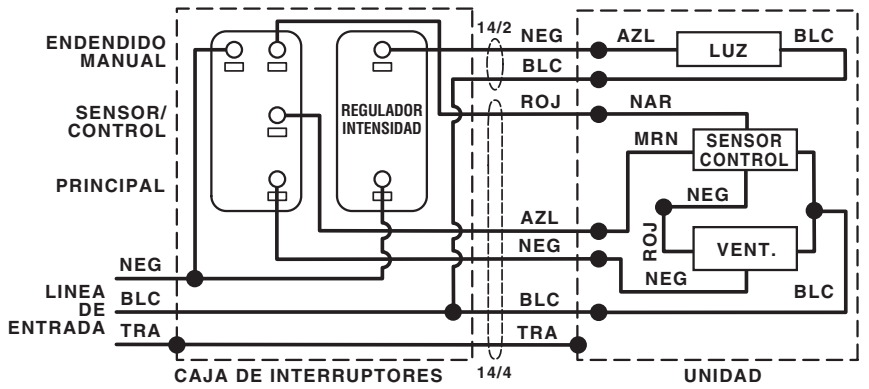 ENDENDIDO
MANUAL
SENSOR/
CONTROL
PRINCIPAL
REGULADOR
INTENSIDAD
14/2
NEG
BLC
ROJ
AZL
LUZ
BLC
NAR
MRN
SENSOR
CONTROL
NEG
ROJ
VENT.
NEG
BLC
AZL
NEG
BLC
TRA
LINEA
DE
ENTRADA
NEG
BLC
TRA
CAJA DE INTERRUPTORES
14/4
UNIDAD